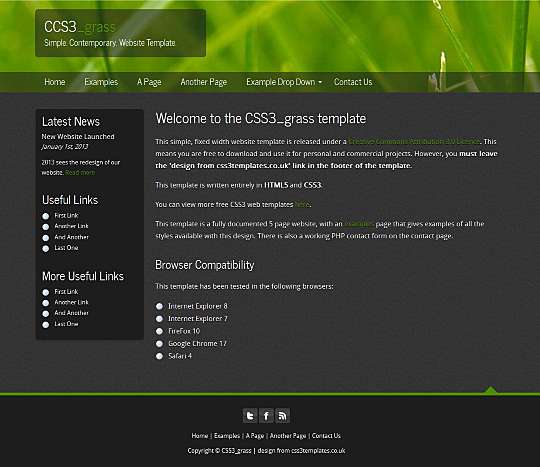 CCS3_grass
Simple. Contemporary. Website Template.
Home Examples A Page Another Page Example Drop Down Contact Us
Latest News
New Website Launched
January 1st, 2013
2013 sees the redesign of our
website. Read more
Useful Links
First Link
Another Link
And Another
Last One
More Useful Links
First Link
Another Link
And Another
Last One
Welcome to the CSS3_grass template
This simple, fixed width website template is released under a Creative Commons Attribution 3.0 Licence. This
means you are free to download and use it for personal and commercial projects. However, you must leave
the 'design from css3templates.co.uk' link in the footer of the template.
This template is written entirely in HTML5 and CSS3.
You can view more free CSS3 web templates here.
This template is a fully documented 5 page website, with an examples page that gives examples of all the
styles available with this design. There is also a working PHP contact form on the contact page.
Browser Compatibility
This template has been tested in the following browsers:
Internet Explorer 8
Internet Explorer 7
FireFox 10
Google Chrome 17
Safari 4
Home | Examples | A Page | Another Page | Contact Us
Copyright © CSS3_grass | design from css3templates.co.uk